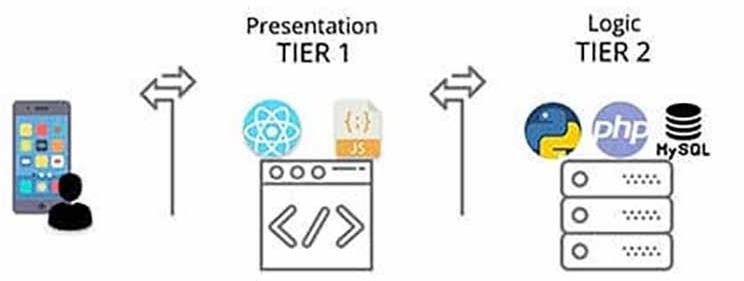 Presentation
TIER 1
Logic
TIER 2
{:}
JS
php
MySQL
</>